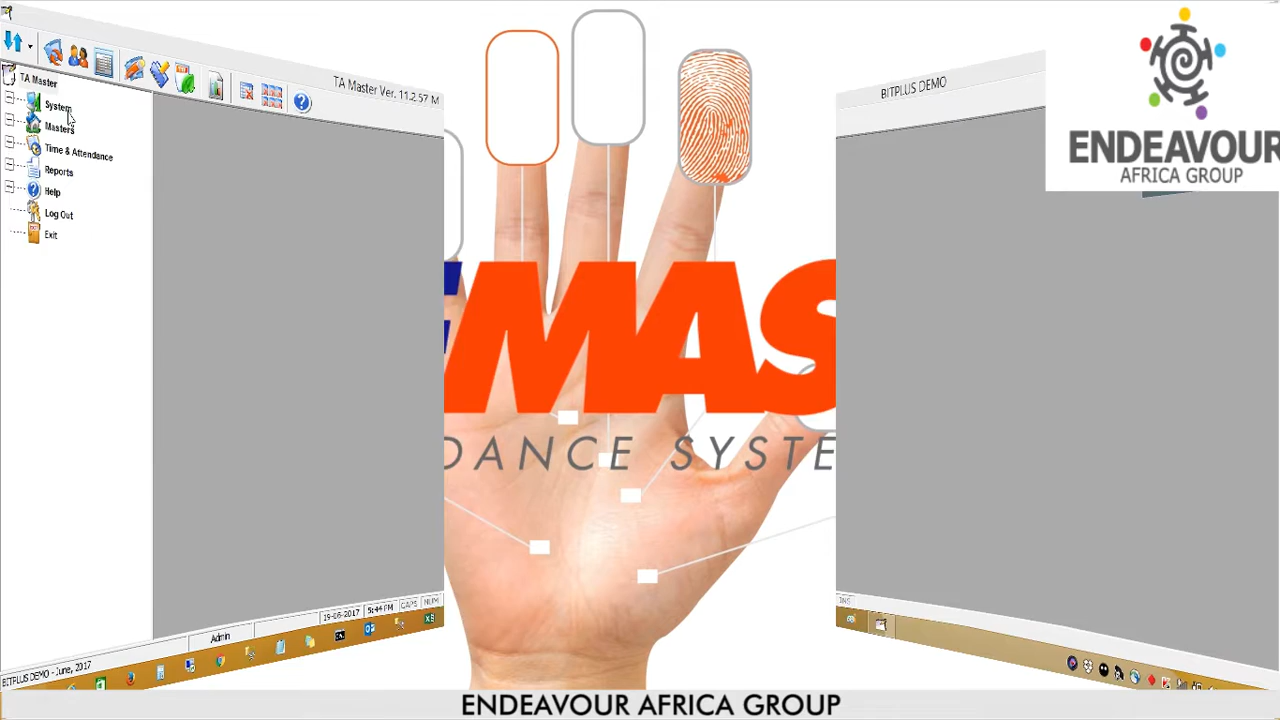 TA Master Ver. 11.2.57 M
TA Master
System
Masters
Time & Attendance
Reports
Help
Log Out
Exit
BITPLUS DEMO
ENDEAVOUR
AFRICA GROUP
MAS
DANCE SYSTE
19-06-2017 5:44 PM CAPS NUM
INS
Admin
BITPLUS DEMO - June, 2017
ENDEAVOUR AFRICA GROUP